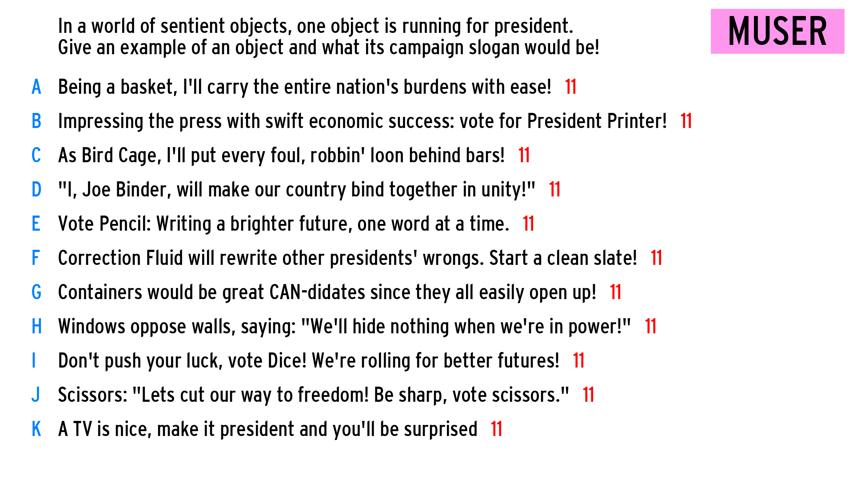 In a world of sentient objects, one object is running for president.
Give an example of an object and what its campaign slogan would be!
MUSER
A Being a basket, I'll carry the entire nation's burdens with ease! 11
B Impressing the press with swift economic success: vote for President Printer! 11
C As Bird Cage, I'll put every foul, robbin' loon behind bars! 11
D "I, Joe Binder, will make our country bind together in unity!" 11
E Vote Pencil: Writing a brighter future, one word at a time. 11
F Correction Fluid will rewrite other presidents' wrongs. Start a clean slate! 11
G Containers would be great CAN-didates since they all easily open up! 11
H Windows oppose walls, saying: "We'll hide nothing when we're in power!" 11
I Don't push your luck, vote Dice! We're rolling for better futures! 11
J Scissors: "Lets cut our way to freedom! Be sharp, vote scissors." 11
K A TV is nice, make it president and you'll be surprised 11